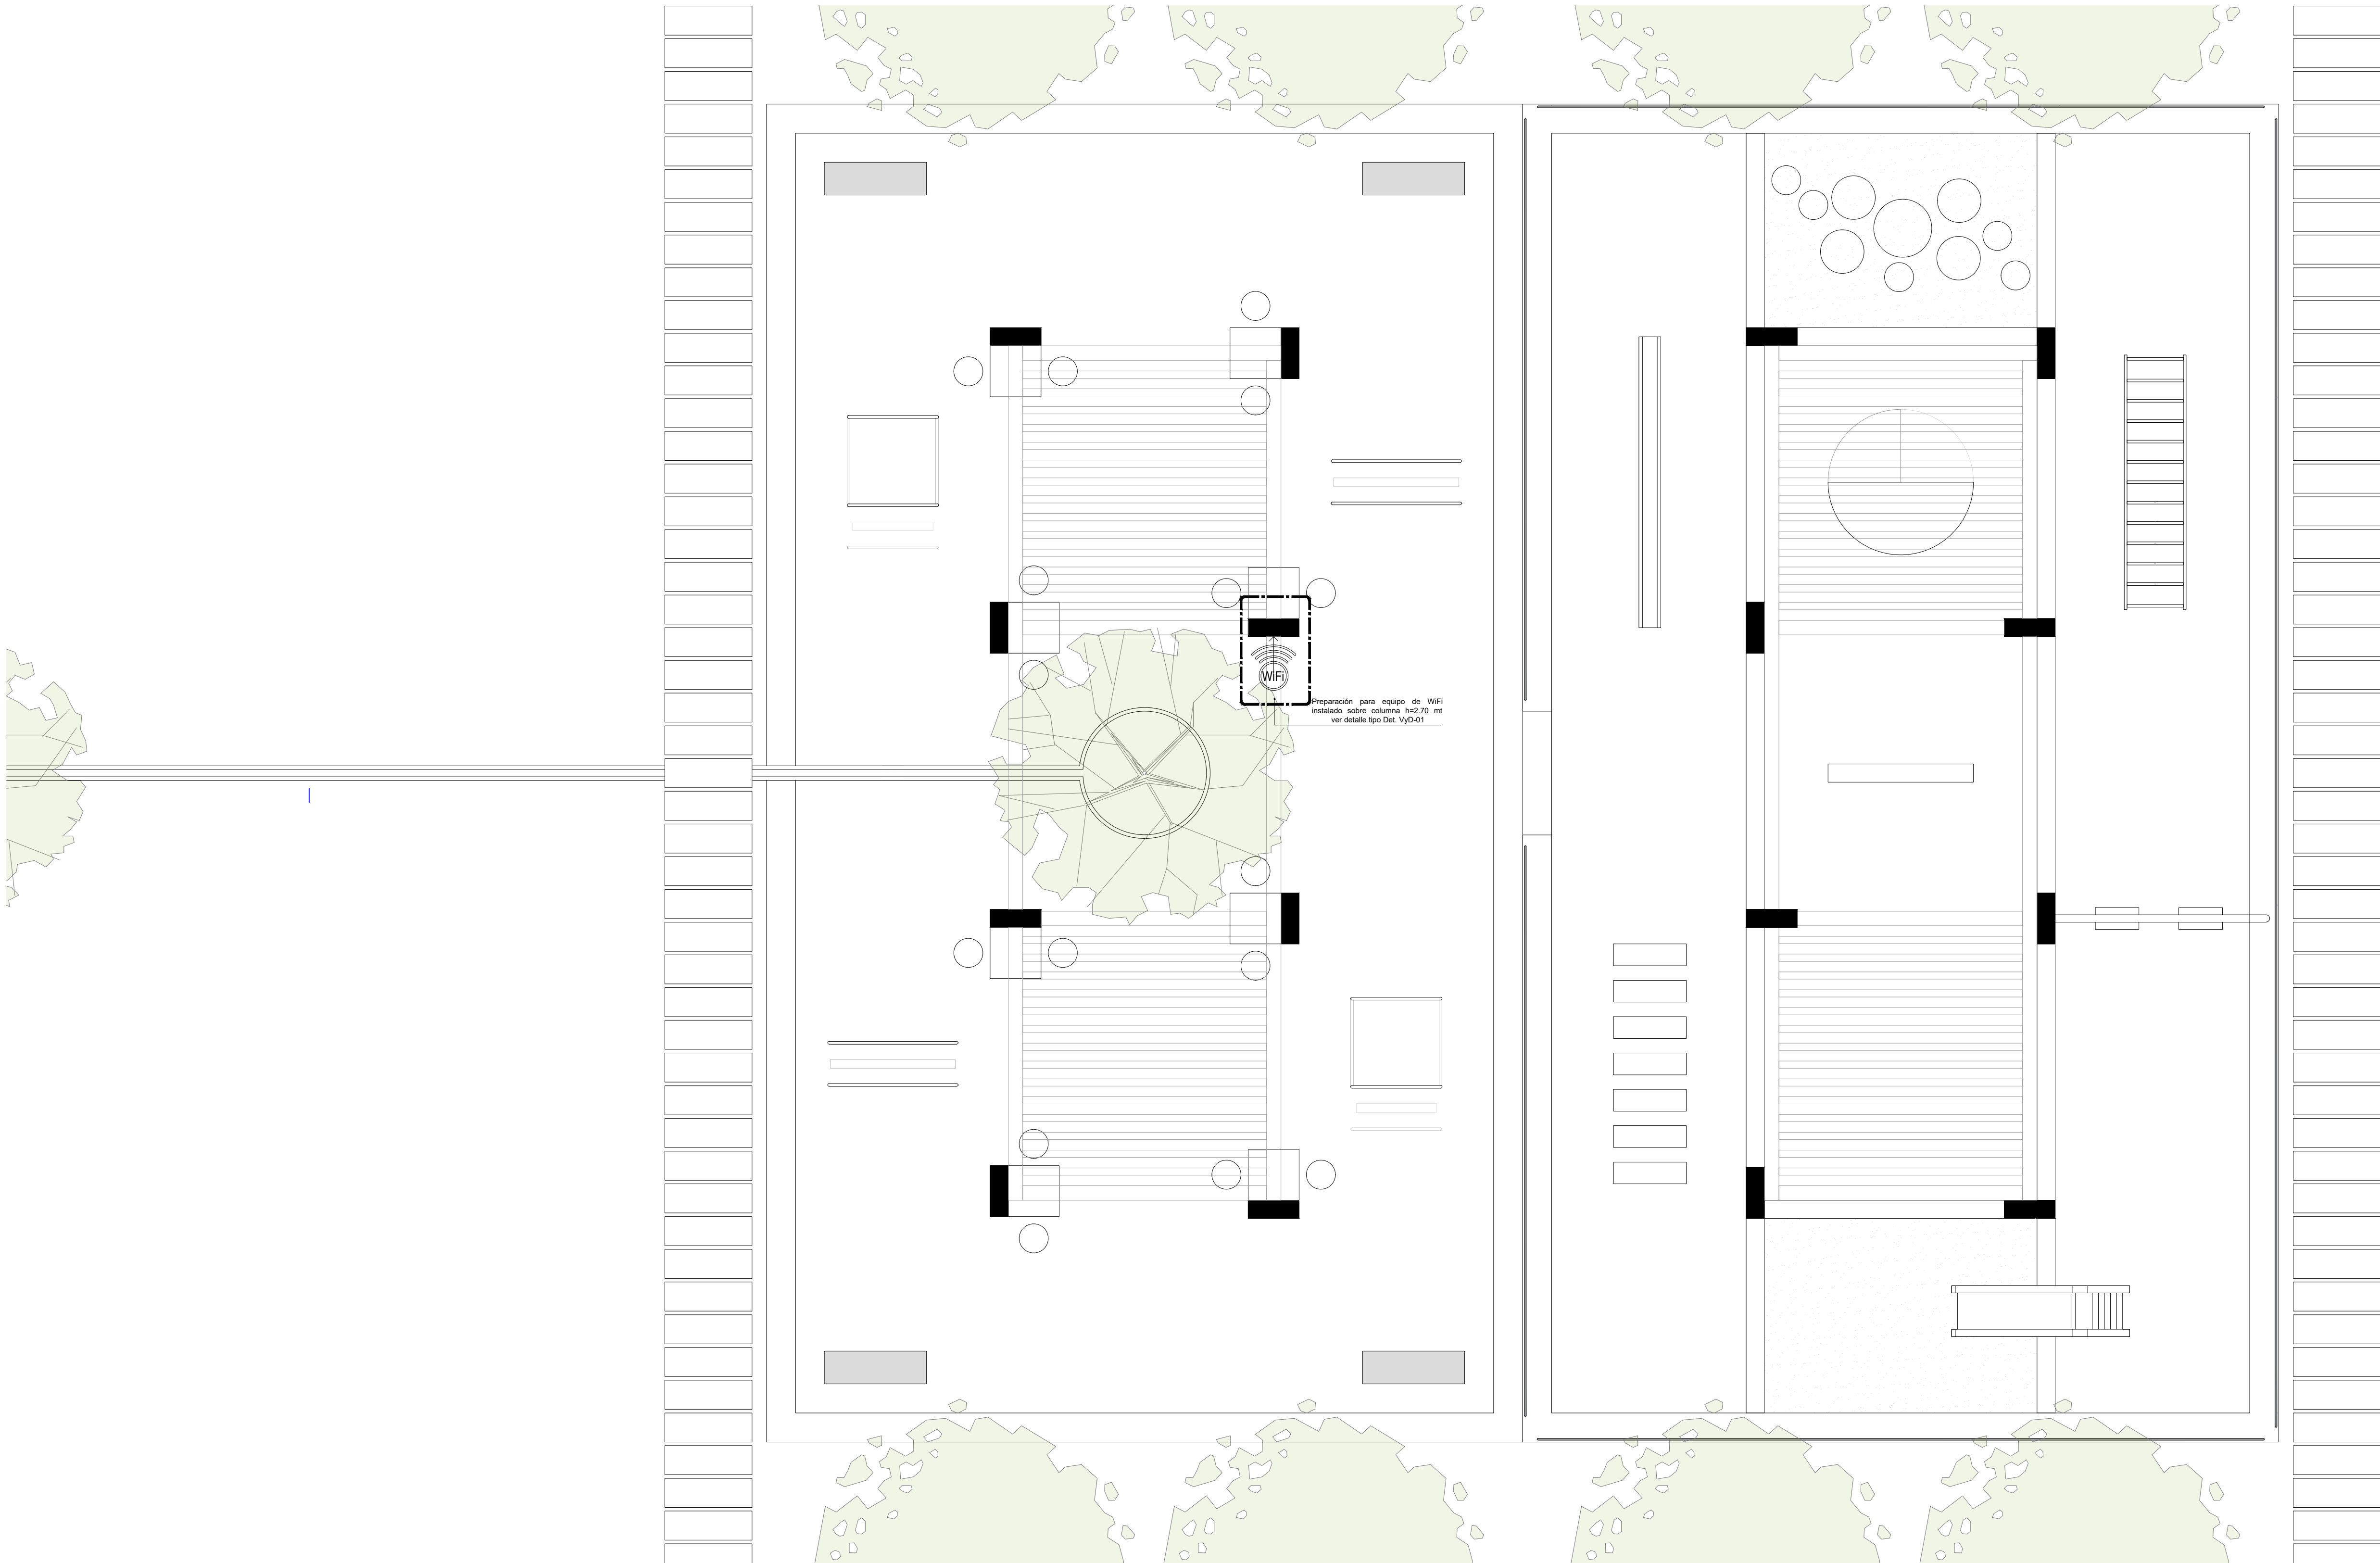 WiFi
Preparación para equipo de WiFi
instalado sobre columna h=2.70 mt
ver detalle tipo Det. VyD-01